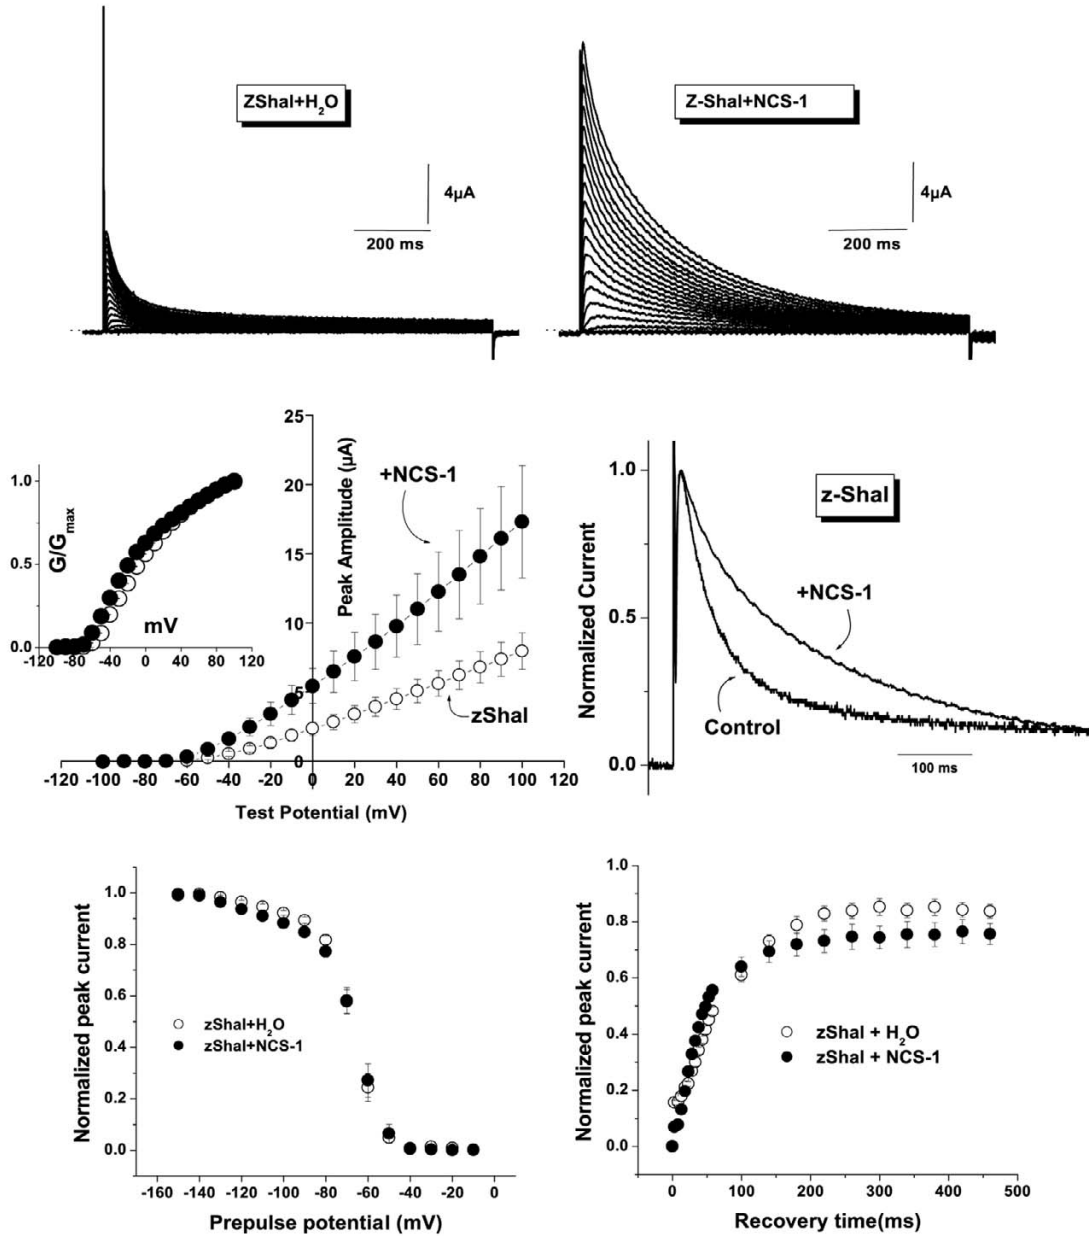 ZShal+H₂O
4µA
200 ms
Z-Shal+NCS-1
4µA
200 ms
G/Gmax
1.0
0.5
0.0
-120 -80 -40 0 40 80 120
mV
Peak Amplitude (µA)
25
20
15
10
5
0
+NCS-1
zShal
-120 -100 -80 -60 -40 -20 0 20 40 60 80 100 120
Test Potential (mV)
Normalized Current
1.0
0.5
0.0
z-Shal
+NCS-1
Control
100 ms
Normalized peak current
1.0
0.8
0.6
0.4
0.2
0.0
zShal+H₂O
zShal+NCS-1
-160 -140 -120 -100 -80 -60 -40 -20 0
Prepulse potential (mV)
Normalized peak current
1.0
0.8
0.6
0.4
0.2
0.0
zShal + H₂O
zShal + NCS-1
0 100 200 300 400 500
Recovery time(ms)